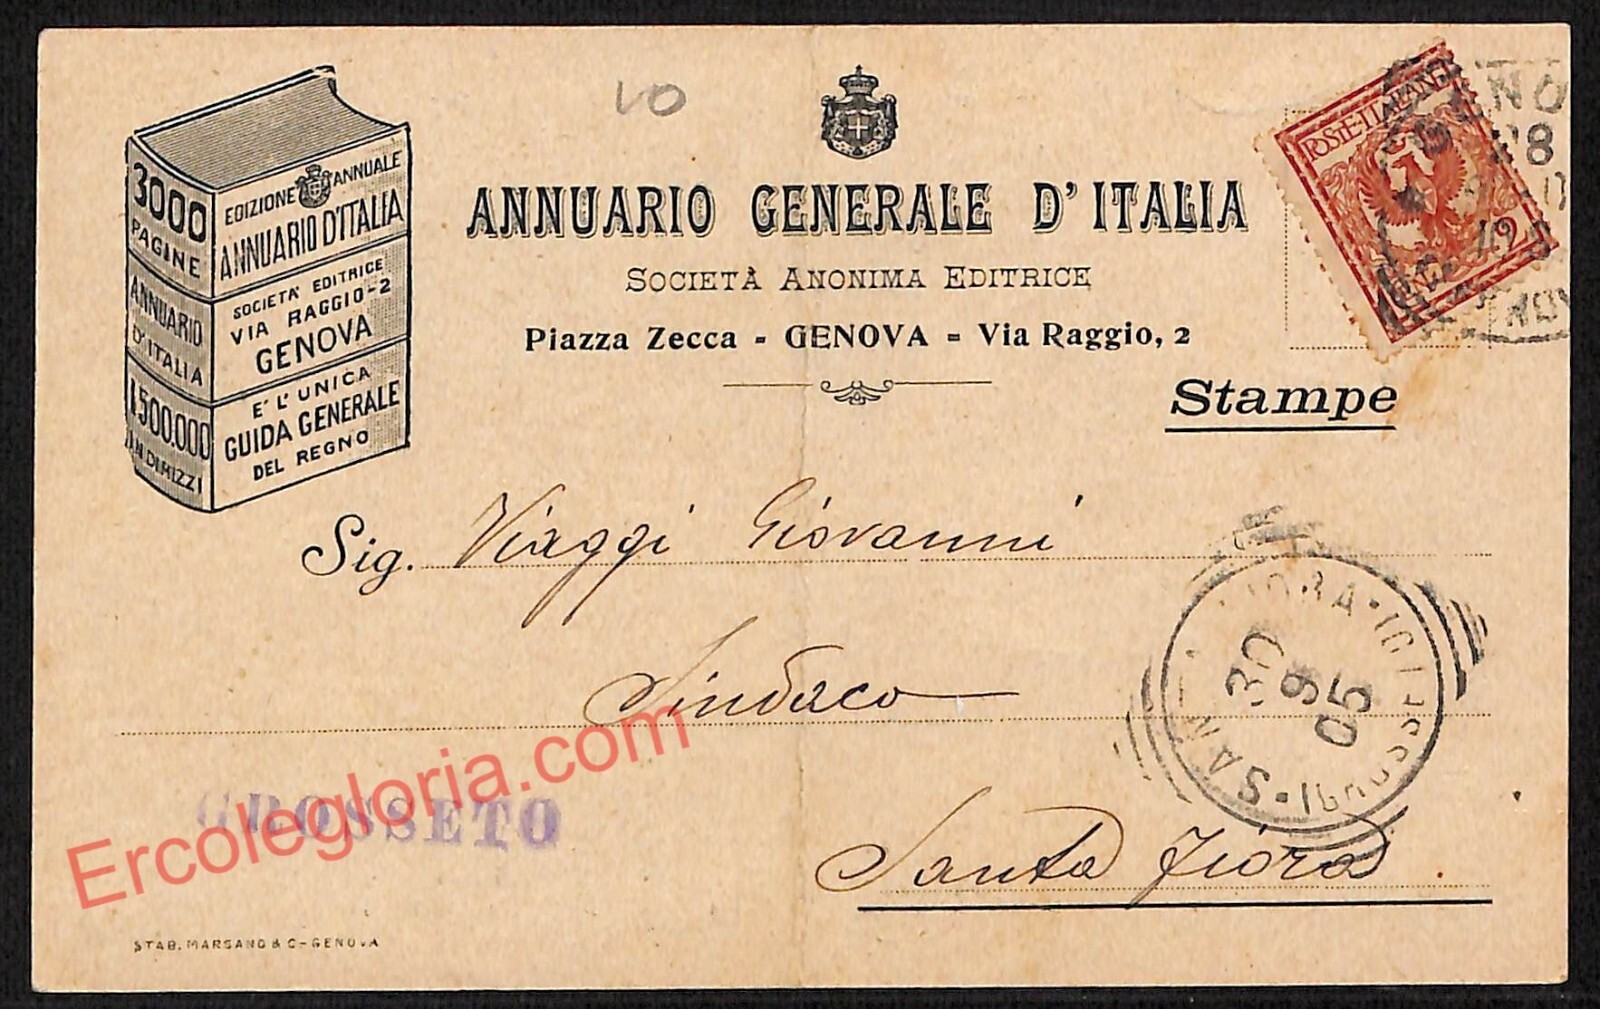 10
3000
PAGINE
ANNUARIO
D'ITALIA
1.500.000
INDIRIZZI
EDIZIONE ANNUALE
ANNUARIO D'ITALIA
SOCIETA' EDITRICE
VIA RAGGIO-2
GENOVA
E' L'UNICA
GUIDA GENERALE
DEL REGNO
ANNUARIO GENERALE D'ITALIA
SOCIETÀ ANONIMA EDITRICE
Piazza Zecca - GENOVA - Via Raggio, 2
POSTE ITALIANE
2
Stampe
Sig. Viaggi Giovanni
Sindaco
30
9
05
GROSSETO
Santa Fiora.
STAB. MARSANO & C-GENOVA
Ercolegloria.com